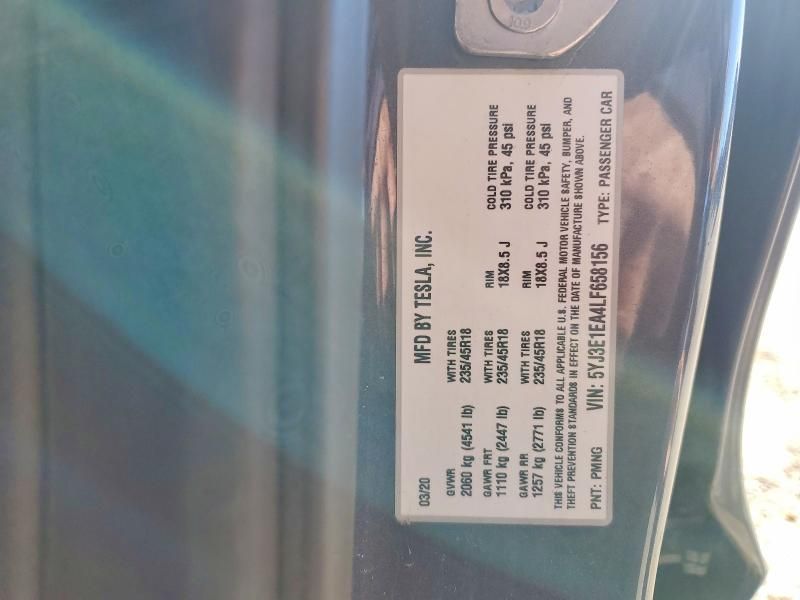 109
MFD BY TESLA, INC.
03/20
GVWR WITH TIRES
2060 kg (4541 lb) 235/45R18
GAWR FRT WITH TIRES RIM COLD TIRE PRESSURE
1110 kg (2447 lb) 235/45R18 18X8.5 J 310 kPa, 45 psi
GAWR RR WITH TIRES RIM COLD TIRE PRESSURE
1257 kg (2771 lb) 235/45R18 18X8.5 J 310 kPa, 45 psi
THIS VEHICLE CONFORMS TO ALL APPLICABLE U.S. FEDERAL MOTOR VEHICLE SAFETY, BUMPER, AND
THEFT PREVENTION STANDARDS IN EFFECT ON THE DATE OF MANUFACTURE SHOWN ABOVE.
PNT: PMNG VIN: 5YJ3E1EA4LF658156 TYPE: PASSENGER CAR